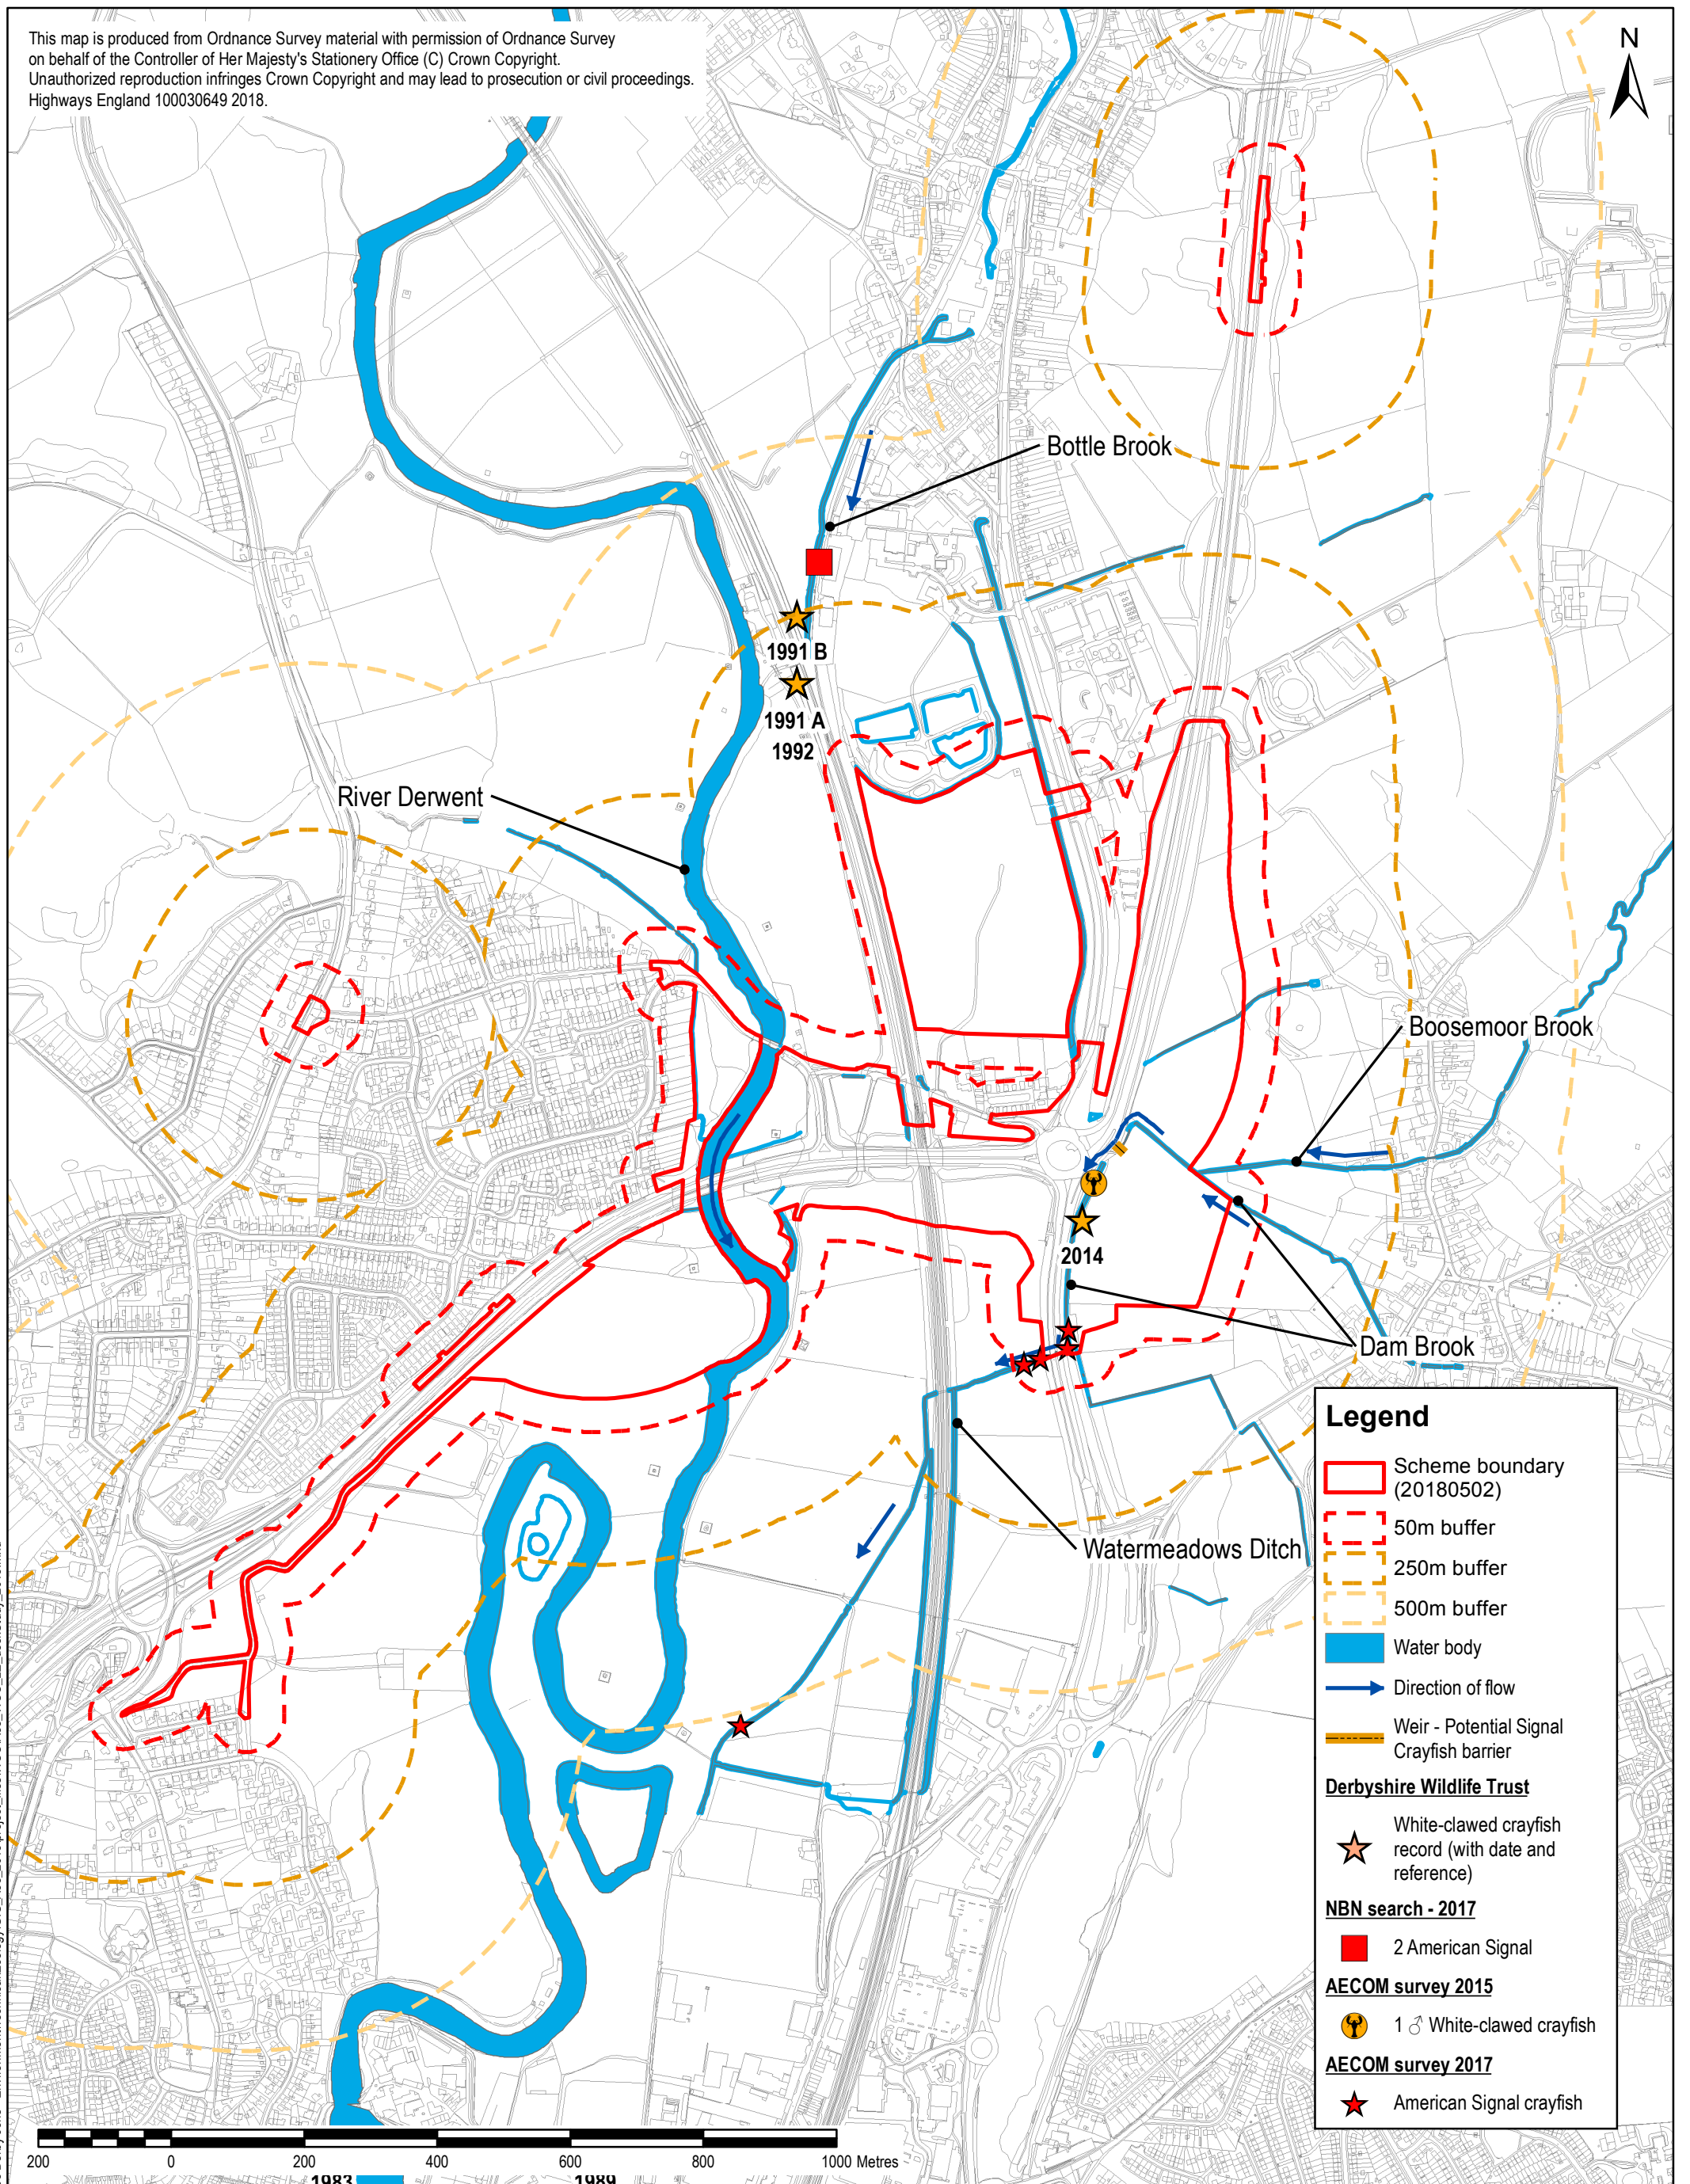 This map is produced from Ordnance Survey material with permission of Ordnance Survey
on behalf of the Controller of Her Majesty's Stationery Office (C) Crown Copyright.
Unauthorized reproduction infringes Crown Copyright and may lead to prosecution or civil proceedings.
Highways England 100030649 2018.
N
Bottle Brook
1991 B
1991 A
1992
River Derwent
Boosemoor Brook
2014
Dam Brook
Watermeadows Ditch
Legend
Scheme boundary
(20180502)
50m buffer
250m buffer
500m buffer
Water body
Direction of flow
Weir - Potential Signal
Crayfish barrier
Derbyshire Wildlife Trust
White-clawed crayfish
record (with date and
reference)
NBN search - 2017
2 American Signal
AECOM survey 2015
1 ♂ White-clawed crayfish
AECOM survey 2017
American Signal crayfish
200 0 200 400 600 800 1000 Metres
1983 1989